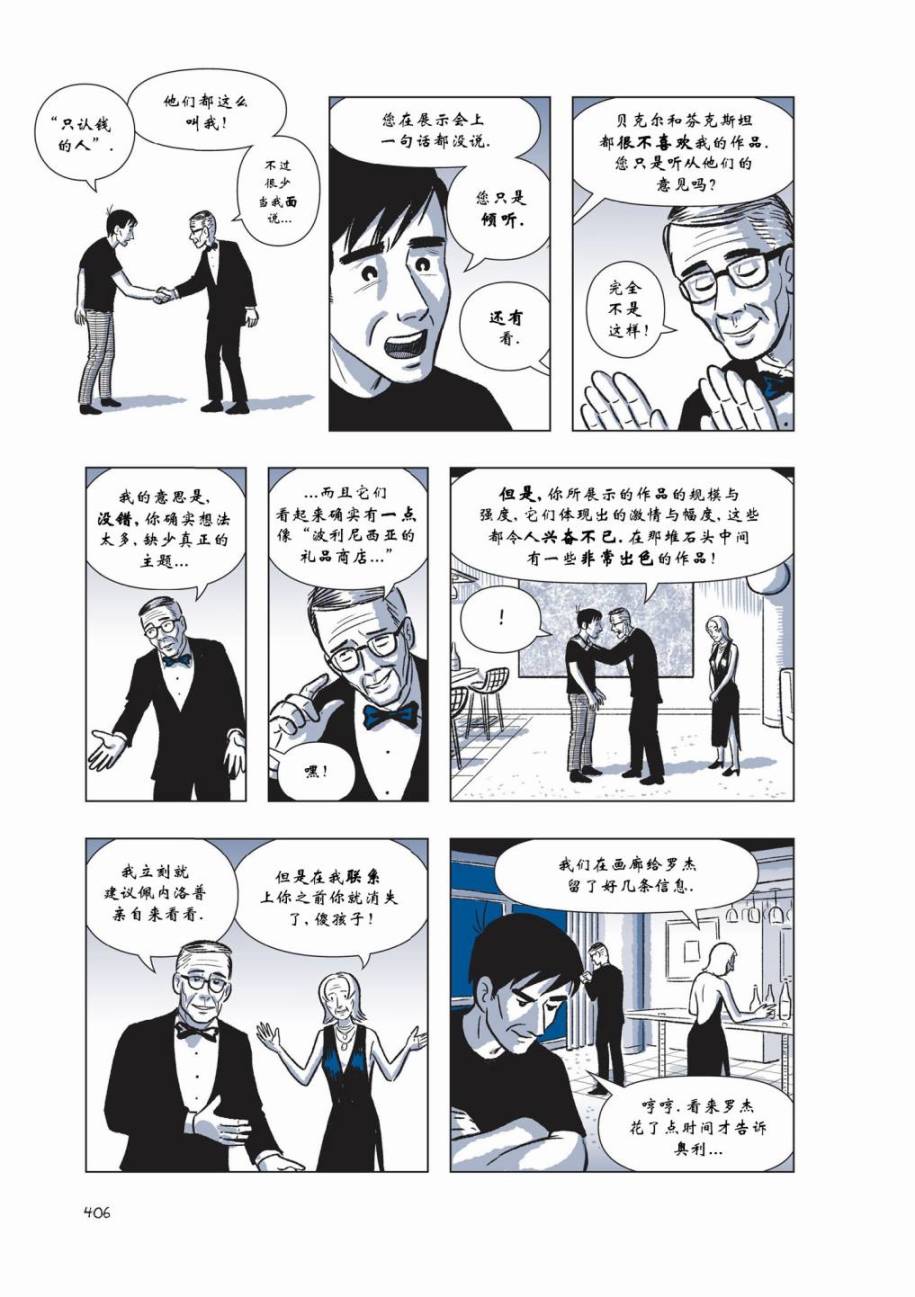 “只认钱
的人”.
他们都这么
叫我!
不过
很少
当我面
说…
您在展示会上
一句话都没说.
您只是
倾听.
还有
看.
贝克尔和芬克斯坦
都很不喜欢我的作品.
您只是听从他们的
意见吗?
完全
不是
这样!
我的意思是,
没错,你确实想法
太多,缺少真正的
主题…
…而且它们
看起来确实有一点
像“波利尼西亚的
礼品商店…”
嘿!
但是,你所展示的作品的规模与
强度,它们体现出的激情与幅度,这些
都令人兴奋不已.在那堆石头中间
有一些非常出色的作品!
!
我立刻就
建议佩内洛普
亲自来看看.
但是在我联系
上你之前你就消失
了,傻孩子!
我们在画廊给罗杰
留了好几条信息..
哼哼.看来罗杰
花了点时间才告诉
奥利…
406